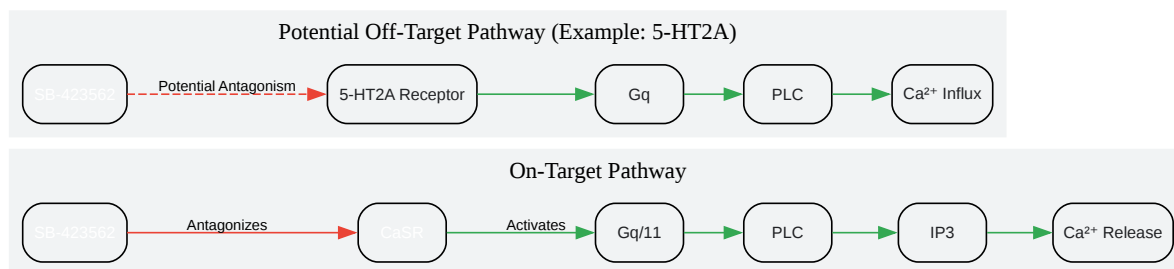 Potential Off-Target Pathway (Example: 5-HT2A)
SB-423562
Potential Antagonism
5-HT2A Receptor
Gq
PLC
Ca²⁺ Influx
On-Target Pathway
SB-423562
Antagonizes
CaSR
Activates
Gq/11
PLC
IP3
Ca²⁺ Release